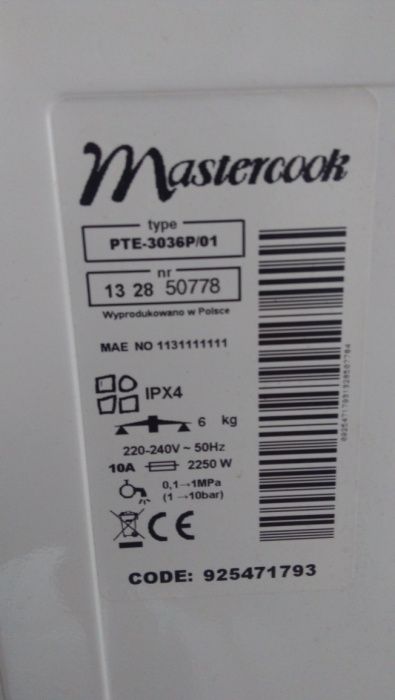 Mastercook
type
PTE-3036P/01
nr
13 28 50778
Wyprodukowano w Polsce
MAE NO 1131111111
IPX4
6 kg
220-240V ~ 50Hz
10A 2250 W
0,1→1MPa
(1 →10bar)
CE
CODE: 925471793